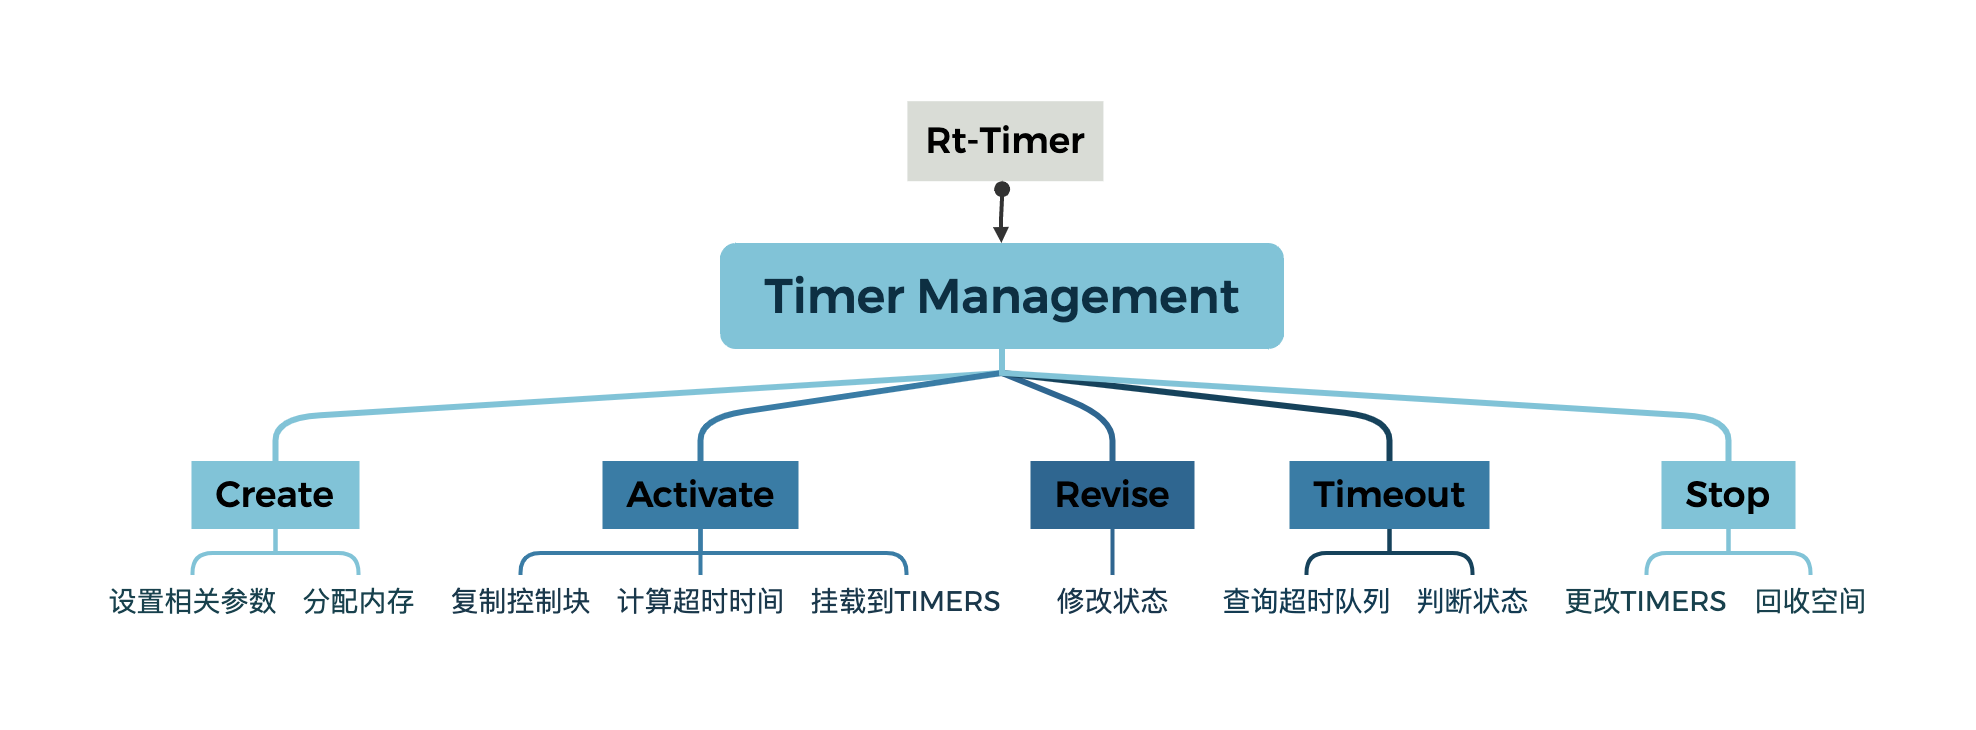 Rt-Timer
Timer Management
Create
Activate
Revise
Timeout
Stop
设置相关参数
分配内存
复制控制块
计算超时时间
挂载到TIMERS
修改状态
查询超时队列
判断状态
更改TIMERS
回收空间